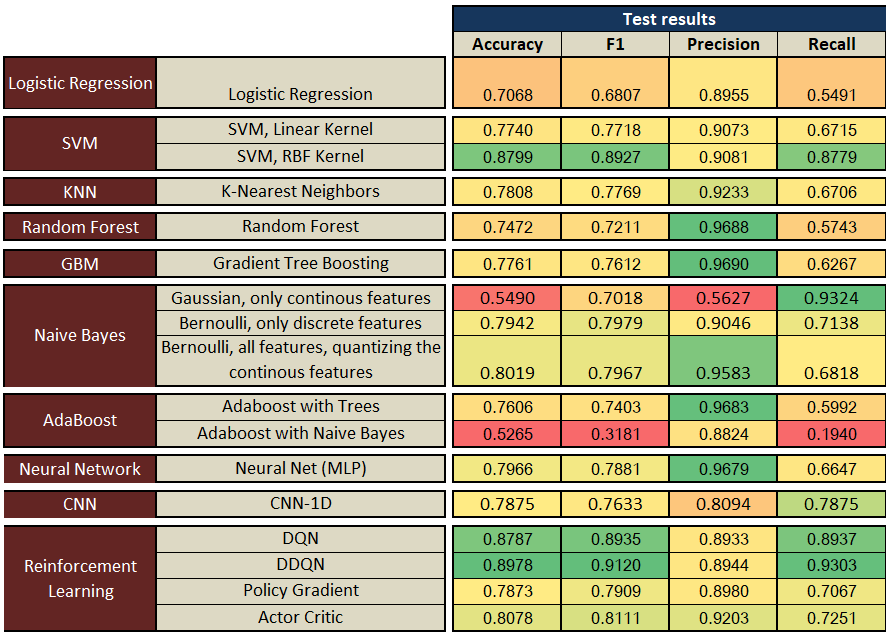 Test results
Accuracy F1 Precision Recall
Logistic Regression Logistic Regression 0.7068 0.6807 0.8955 0.5491
SVM SVM, Linear Kernel 0.7740 0.7718 0.9073 0.6715
SVM, RBF Kernel 0.8799 0.8927 0.9081 0.8779
KNN K-Nearest Neighbors 0.7808 0.7769 0.9233 0.6706
Random Forest Random Forest 0.7472 0.7211 0.9688 0.5743
GBM Gradient Tree Boosting 0.7761 0.7612 0.9690 0.6267
Naive Bayes Gaussian, only continous features 0.5490 0.7018 0.5627 0.9324
Bernoulli, only discrete features 0.7942 0.7979 0.9046 0.7138
Bernoulli, all features, quantizing the
continous features 0.8019 0.7967 0.9583 0.6818
AdaBoost Adaboost with Trees 0.7606 0.7403 0.9683 0.5992
Adaboost with Naive Bayes 0.5265 0.3181 0.8824 0.1940
Neural Network Neural Net (MLP) 0.7966 0.7881 0.9679 0.6647
CNN CNN-1D 0.7875 0.7633 0.8094 0.7875
Reinforcement
Learning DQN 0.8787 0.8935 0.8933 0.8937
DDQN 0.8978 0.9120 0.8944 0.9303
Policy Gradient 0.7873 0.7909 0.8980 0.7067
Actor Critic 0.8078 0.8111 0.9203 0.7251